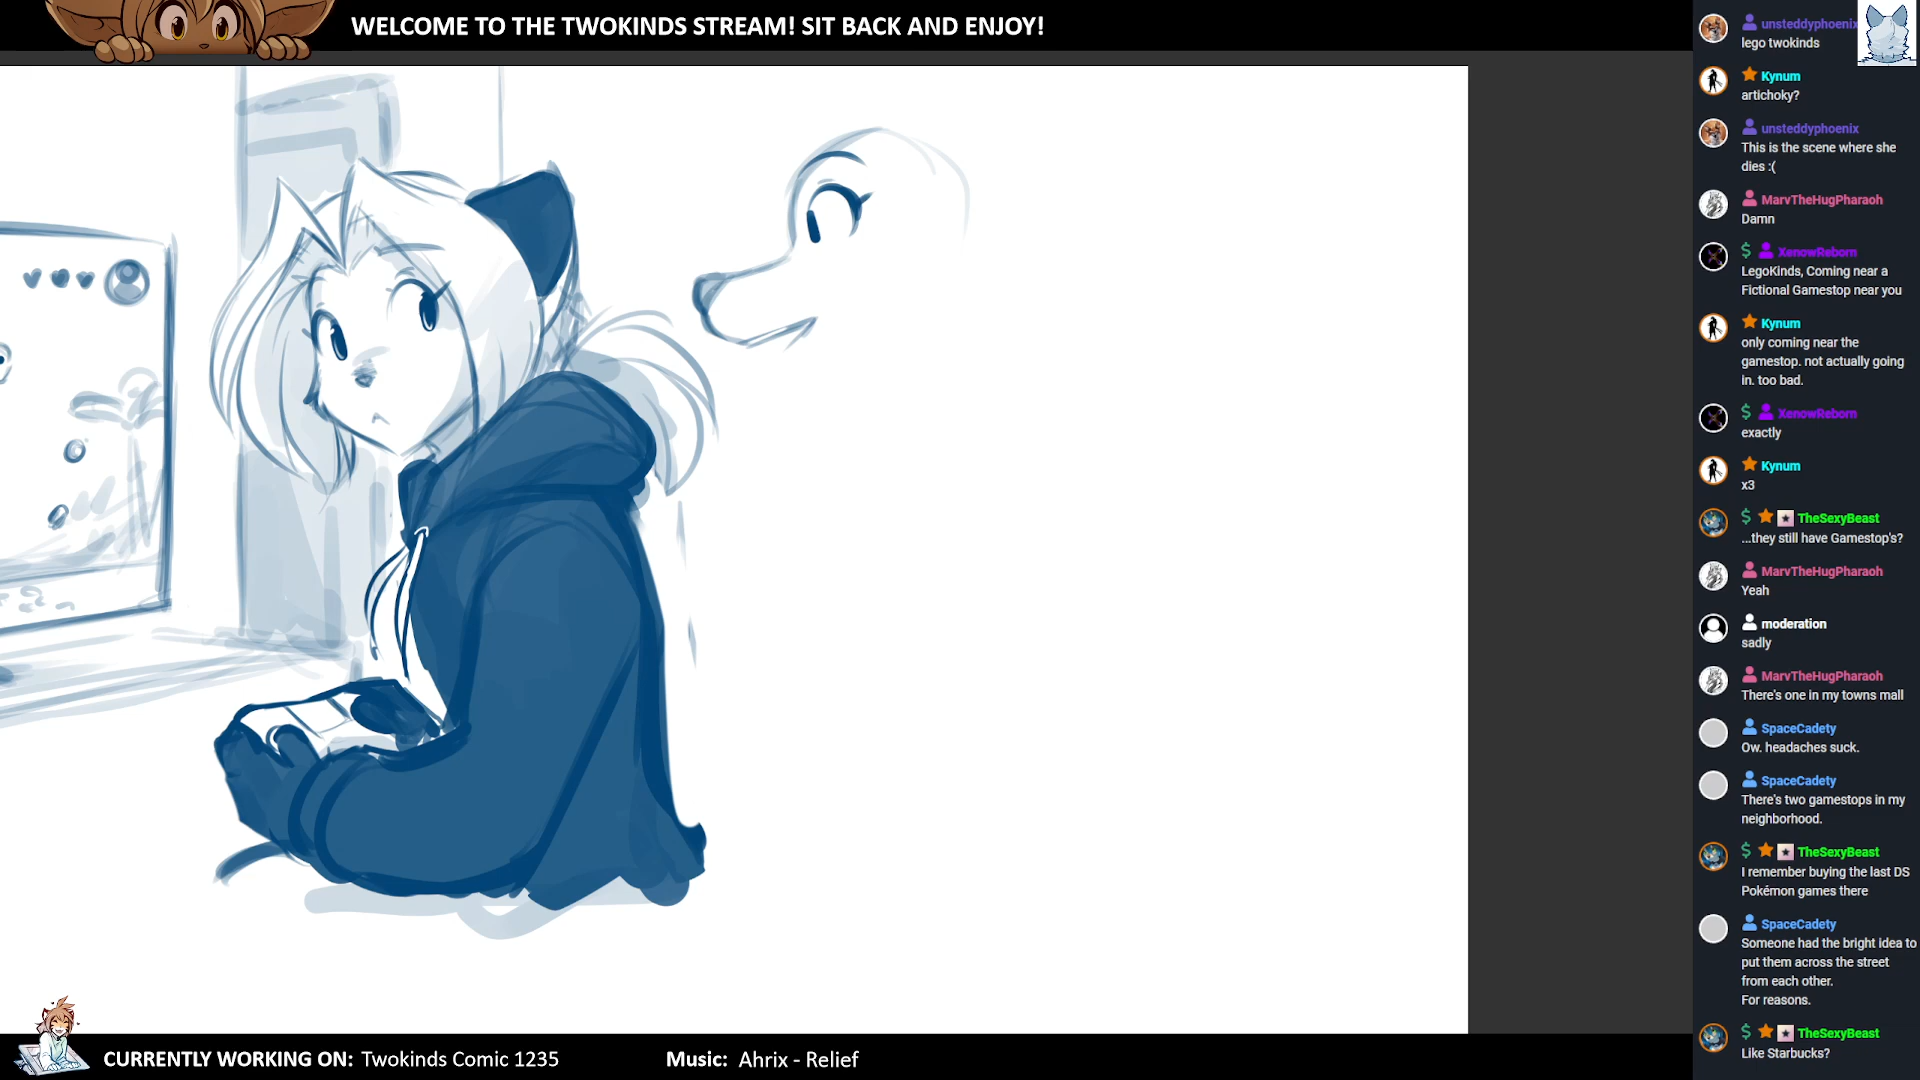 WELCOME TO THE TWOKINDS STREAM! SIT BACK AND ENJOY!
unsteddyphoenix
lego twokinds
Kynum
artichoky?
unsteddyphoenix
This is the scene where she
dies :(
MarvTheHugPharaoh
Damn
XenowReborn
LegoKinds, Coming near a
Fictional Gamestop near you
Kynum
only coming near the
gamestop. not actually going
in. too bad.
XenowReborn
exactly
Kynum
x3
TheSexyBeast
...they still have Gamestop's?
MarvTheHugPharaoh
Yeah
moderation
sadly
MarvTheHugPharaoh
There's one in my towns mall
SpaceCadety
Ow. headaches suck.
SpaceCadety
There's two gamestops in my
neighborhood.
TheSexyBeast
I remember buying the last DS
Pokémon games there
SpaceCadety
Someone had the bright idea to
put them across the street
from each other.
For reasons.
TheSexyBeast
Like Starbucks?
CURRENTLY WORKING ON: Twokinds Comic 1235
Music: Ahrix - Relief